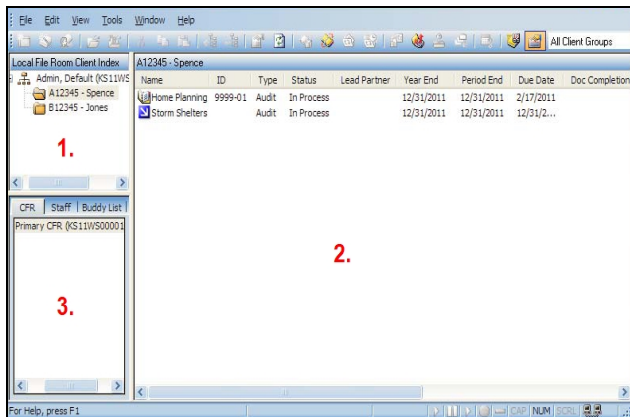 File Edit View Tools Window Help
All Client Groups
Local File Room Client Index
A12345 - Spence
Admin, Default (KS11WS
A12345 - Spence
B12345 - Jones
Name ID Type Status Lead Partner Year End Period End Due Date Doc Completion
Home Planning 9999-01 Audit In Process 12/31/2011 12/31/2011 2/17/2011
Storm Shelters Audit In Process 12/31/2011 12/31/2011 12/31/2...
1.
CFR Staff Buddy List
Primary CFR (KS11WS00001
2.
3.
For Help, press F1
CAP NUM SCRL